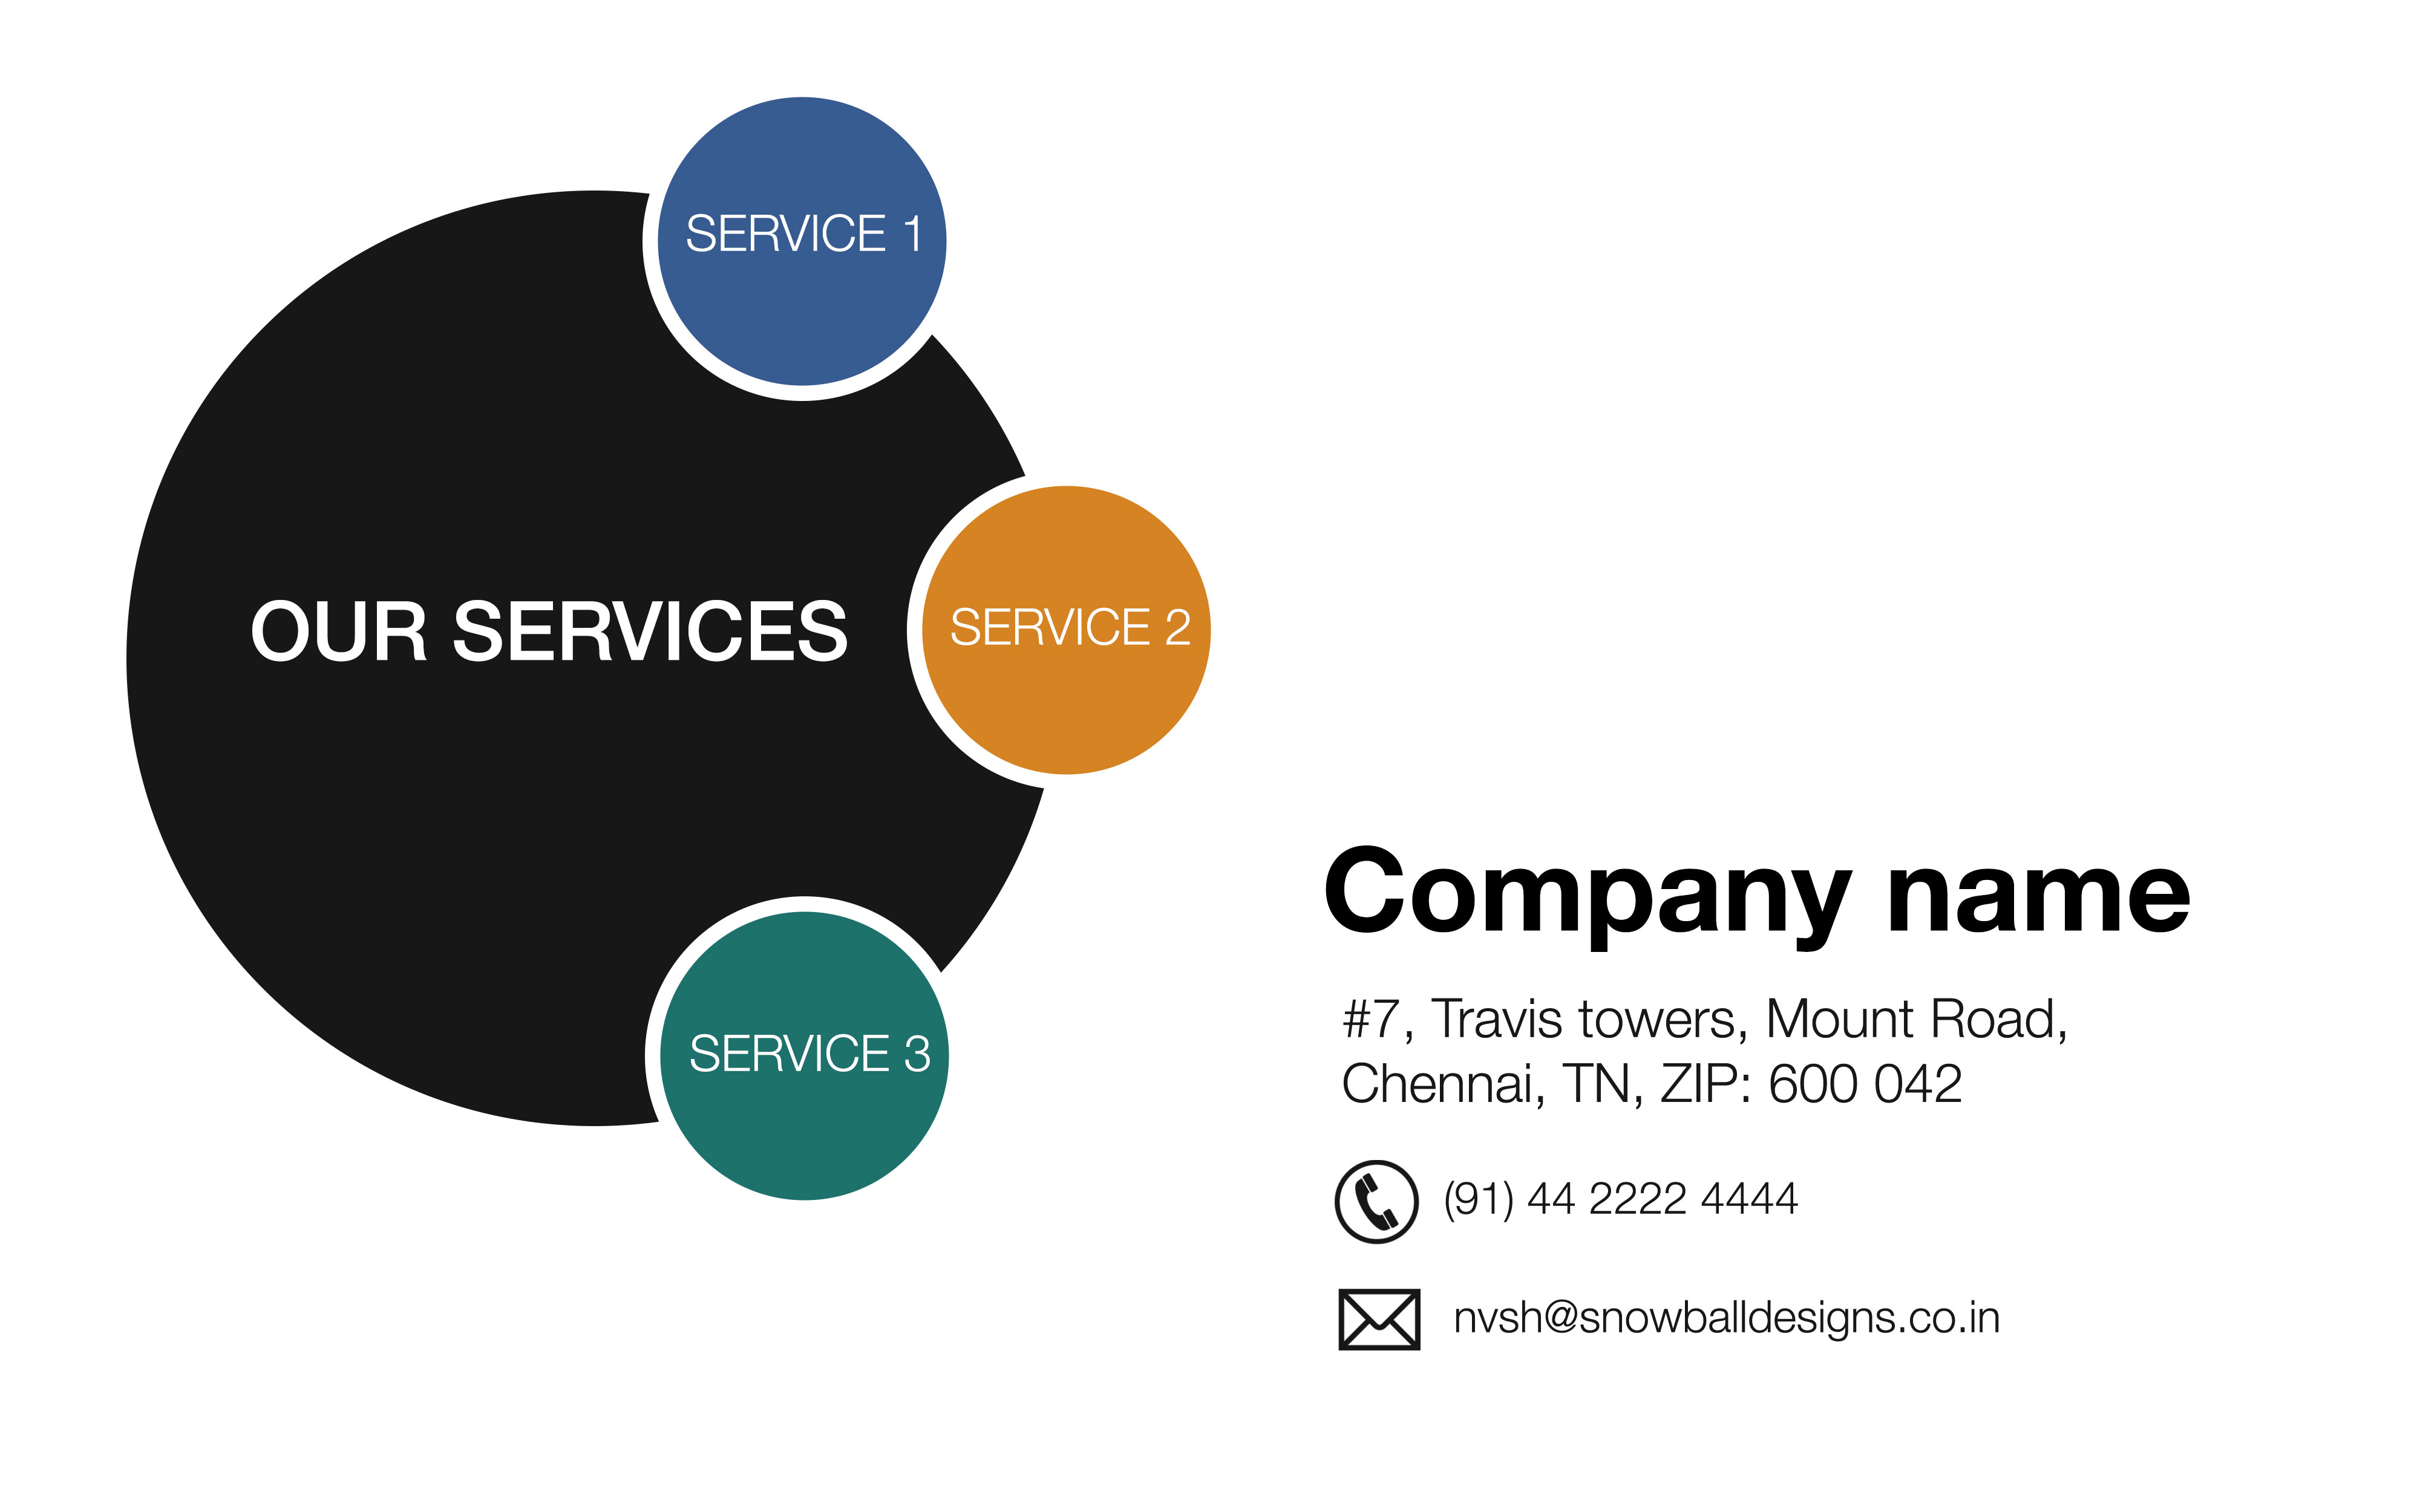 SERVICE 1
OUR SERVICES
SERVICE 2
SERVICE 3
Company name
#7, Travis towers, Mount Road,
Chennai, TN, ZIP: 600 042
(91) 44 2222 4444
nvsh@snowballdesigns.co.in